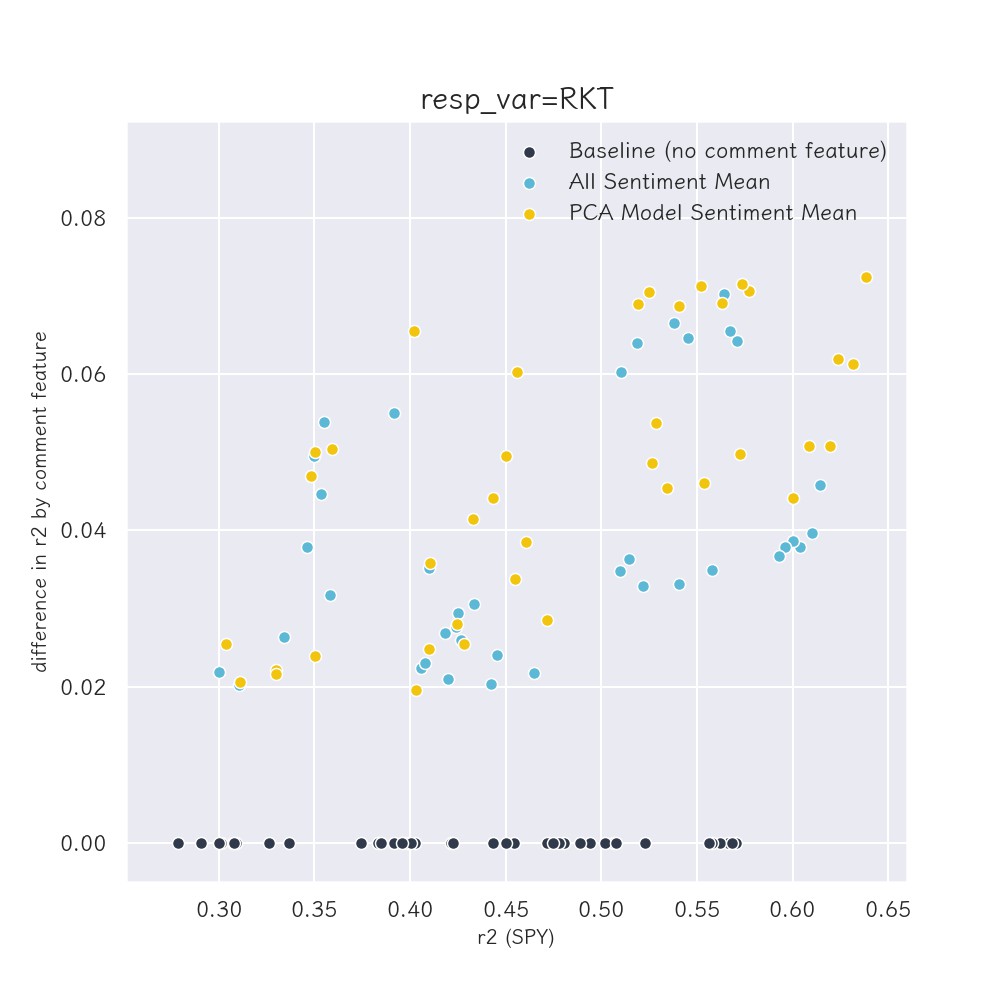 resp_var=RKT
Baseline (no comment feature)
All Sentiment Mean
PCA Model Sentiment Mean
difference in r2 by comment feature
0.08
0.06
0.04
0.02
0.00
0.30 0.35 0.40 0.45 0.50 0.55 0.60 0.65
r2 (SPY)